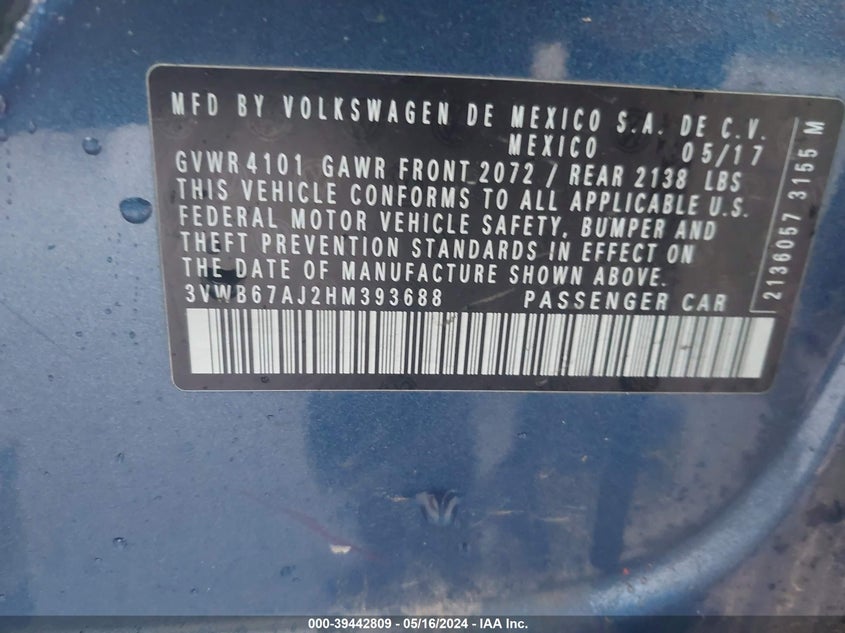 MFD BY VOLKSWAGEN DE MEXICO S.A. DE C.V.
MEXICO 05/17
GVWR 4101 GAWR FRONT 2072 / REAR 2138 LBS
THIS VEHICLE CONFORMS TO ALL APPLICABLE U.S.
FEDERAL MOTOR VEHICLE SAFETY, BUMPER AND
THEFT PREVENTION STANDARDS IN EFFECT ON
THE DATE OF MANUFACTURE SHOWN ABOVE.
3VWB67AJ2HM393688 PASSENGER CAR
2136057 3155 M
000-39442809 - 05/16/2024 - IAA Inc.